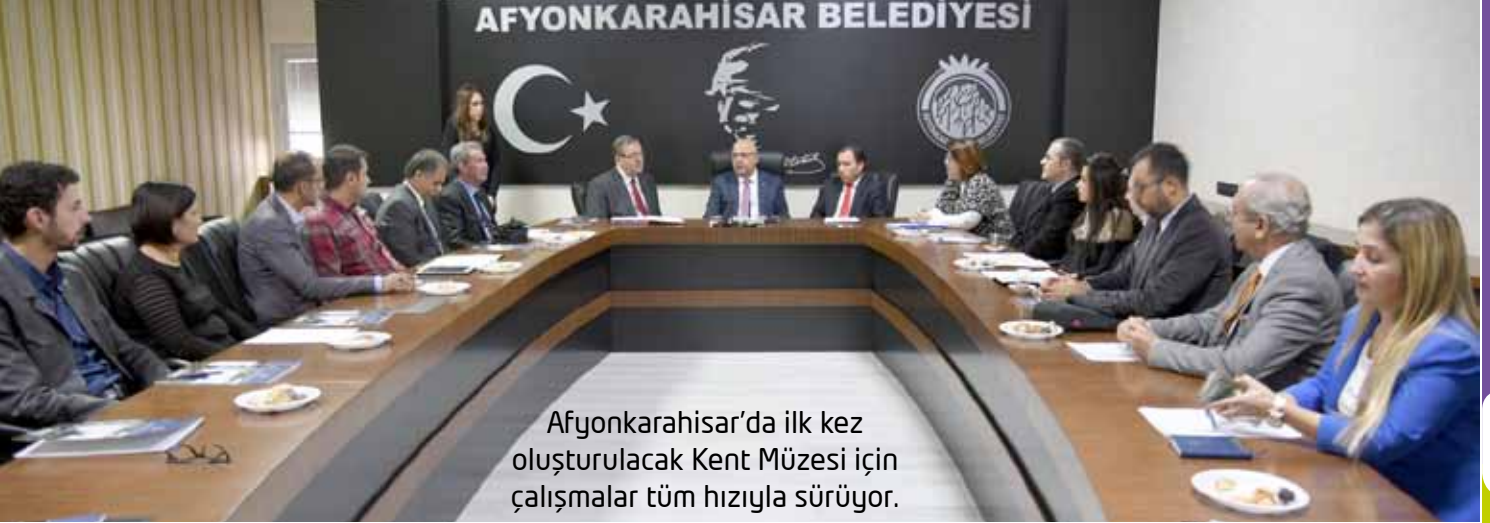 AFYONKARAHİSAR BELEDİYESİ
Afyonkarahisar’da ilk kez
oluşturulacak Kent Müzesi için
çalışmalar tüm hızıyla sürüyor.